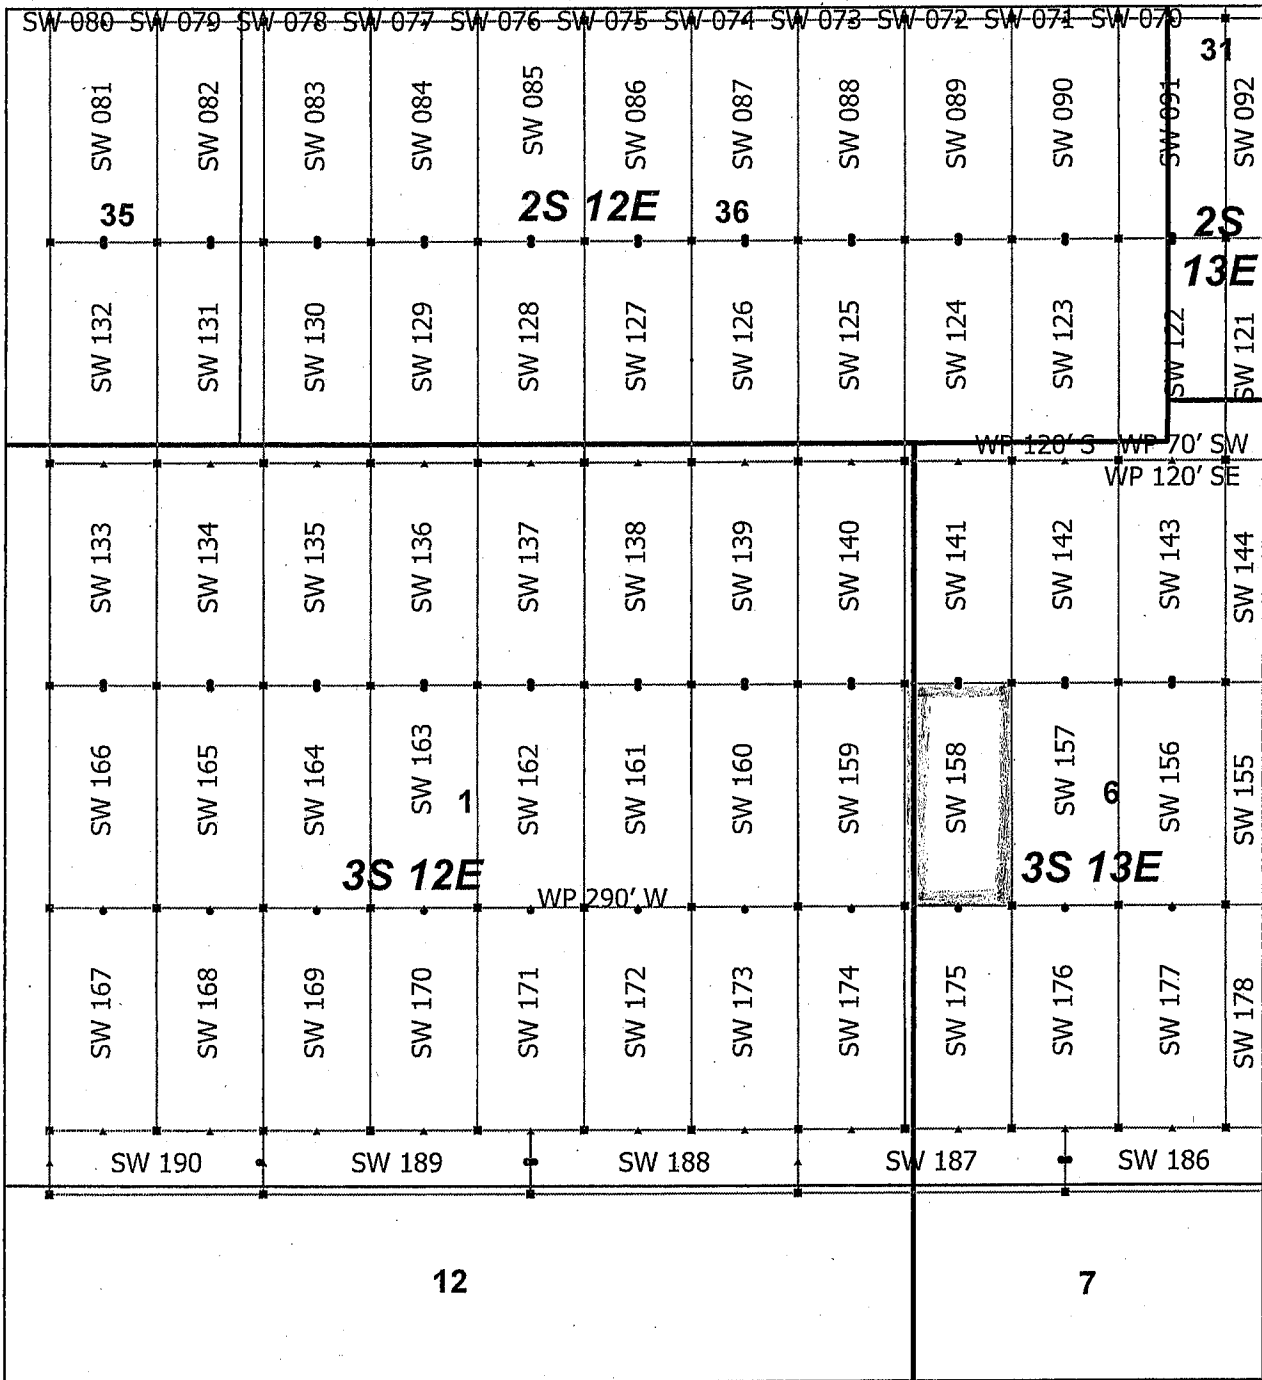 SW 080 SW 079 SW 078 SW 077 SW 076 SW 075 SW 074 SW 073 SW 072 SW 071 SW 070
31
SW 081 SW 082 SW 083 SW 084 SW 085 SW 086 SW 087 SW 088 SW 089 SW 090 SW 091 SW 092
35 2S 12E 36 2S
13E
SW 132 SW 131 SW 130 SW 129 SW 128 SW 127 SW 126 SW 125 SW 124 SW 123 SW 122 SW 121
WP 120' S WP 70' SW
WP 120' SE
SW 133 SW 134 SW 135 SW 136 SW 137 SW 138 SW 139 SW 140 SW 141 SW 142 SW 143 SW 144
SW 166 SW 165 SW 164 SW 163 SW 162 SW 161 SW 160 SW 159 SW 158 SW 157 SW 156 SW 155
1 6
3S 12E 3S 13E
WP 290' W
SW 167 SW 168 SW 169 SW 170 SW 171 SW 172 SW 173 SW 174 SW 175 SW 176 SW 177 SW 178
SW 190 SW 189 SW 188 SW 187 SW 186
12 7